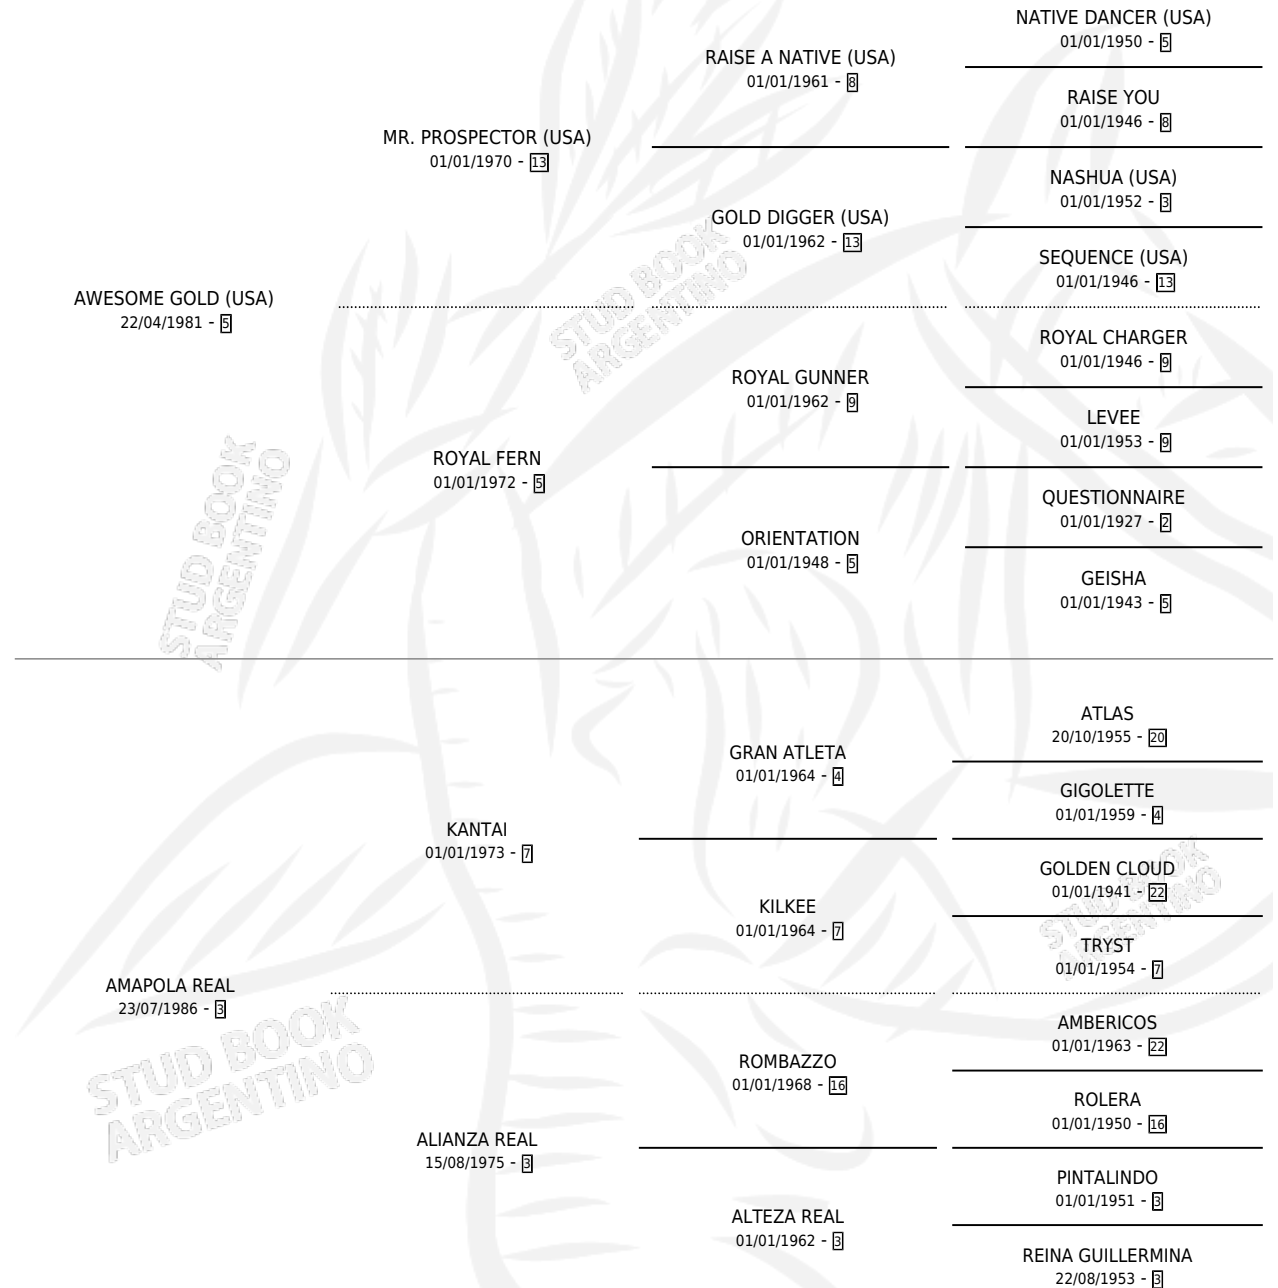 NATIVE DANCER (USA)
01/01/1950 - 5
RAISE A NATIVE (USA)
01/01/1961 - 8
RAISE YOU
01/01/1946 - 8
MR. PROSPECTOR (USA)
01/01/1970 - 13
NASHUA (USA)
01/01/1952 - 3
GOLD DIGGER (USA)
01/01/1962 - 13
SEQUENCE (USA)
01/01/1946 - 13
AWESOME GOLD (USA)
22/04/1981 - 5
ROYAL CHARGER
01/01/1946 - 9
ROYAL GUNNER
01/01/1962 - 9
LEVEE
01/01/1953 - 9
ROYAL FERN
01/01/1972 - 5
QUESTIONNAIRE
01/01/1927 - 2
ORIENTATION
01/01/1948 - 5
GEISHA
01/01/1943 - 5
STUD BOOK
ARGENTINO
STUD BOOK
ARGENTINO
ATLAS
20/10/1955 - 20
GRAN ATLETA
01/01/1964 - 4
GIGOLETTE
01/01/1959 - 4
KANTAI
01/01/1973 - 7
GOLDEN CLOUD
01/01/1941 - 22
KILKEE
01/01/1964 - 7
TRYST
01/01/1954 - 7
STUD BOOK
ARGENTINO
AMAPOLA REAL
23/07/1986 - 3
AMBERICOS
01/01/1963 - 22
ROMBAZZO
01/01/1968 - 16
ROLERA
01/01/1950 - 16
STUD BOOK
ARGENTINO
ALIANZA REAL
15/08/1975 - 3
PINTALINDO
01/01/1951 - 3
ALTEZA REAL
01/01/1962 - 3
REINA GUILLERMINA
22/08/1953 - 3